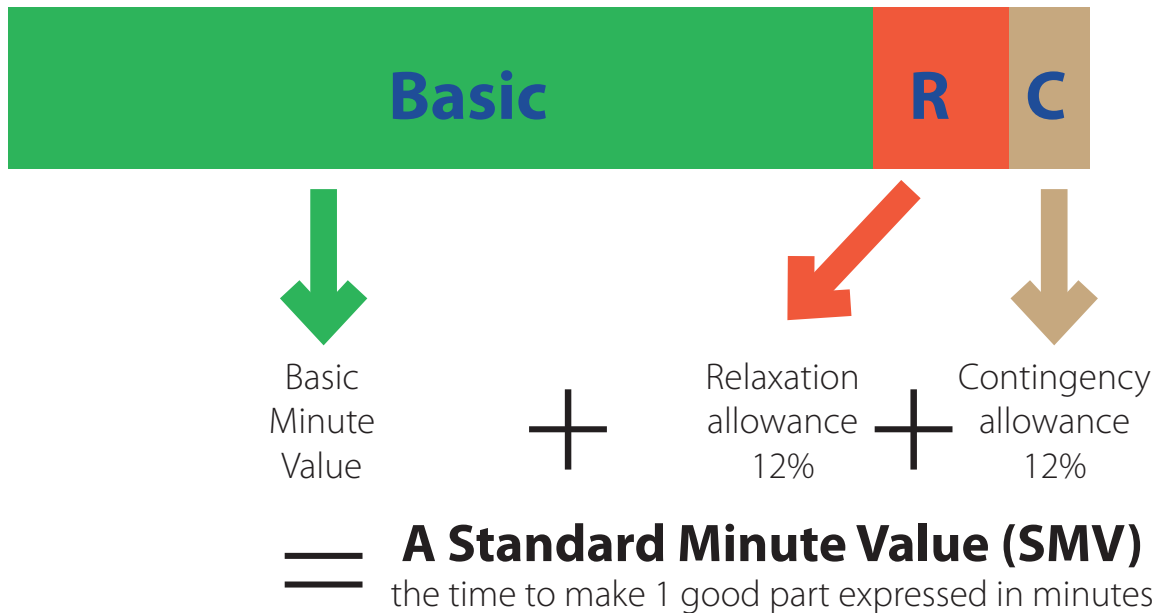 Basic R C
Basic
Minute
Value
+
Relaxation
allowance
12%
+
Contingency
allowance
12%
= A Standard Minute Value (SMV)
the time to make 1 good part expressed in minutes